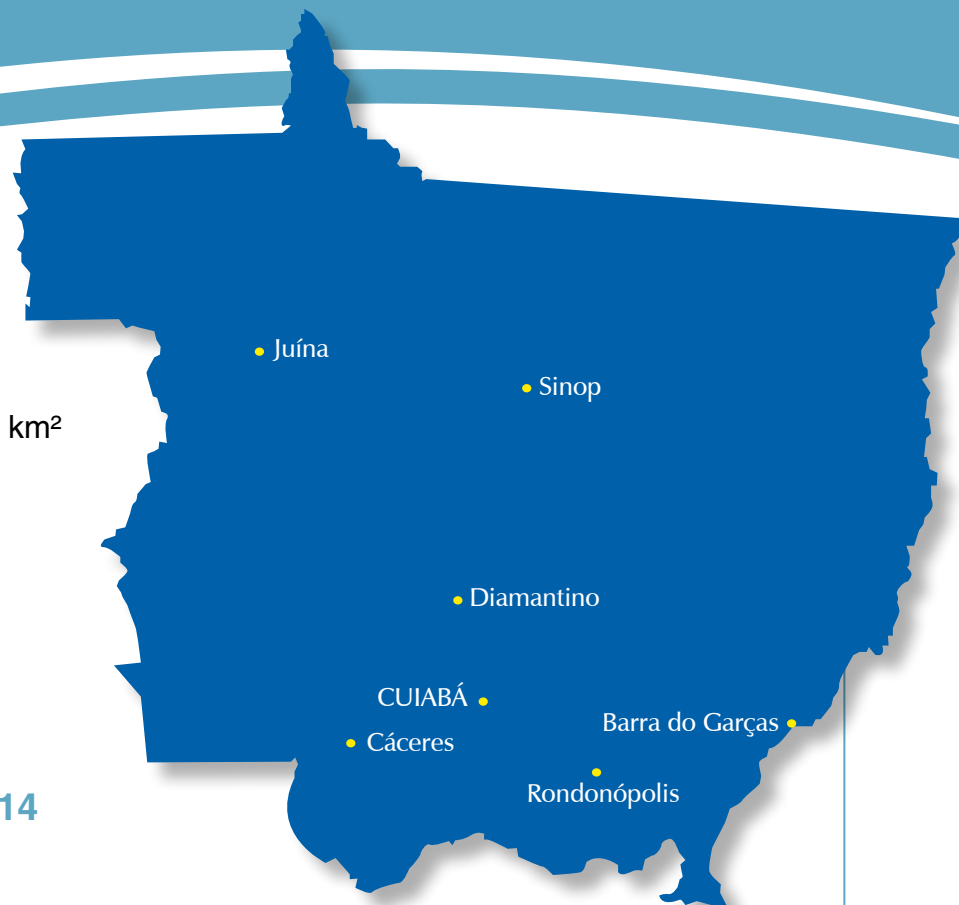 Juína
Sinop
km²
Diamantino
CUIABÁ
Barra do Garças
Cáceres
Rondonópolis
14